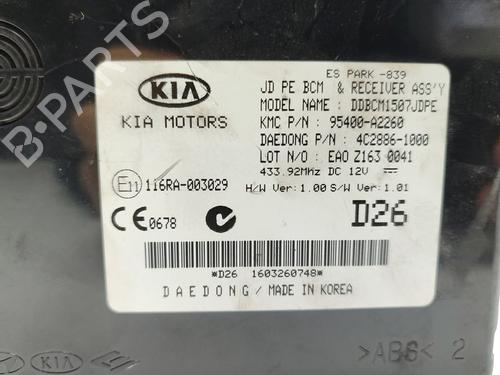 ES PARK -839
KIA
JD PE BCM & RECEIVER ASS'Y
MODEL NAME : DDBCM1507JDPE
KIA MOTORS
KMC P/N : 95400-A2260
DAEDONG P/N : 4C2886-1000
LOT N/O : EAO Z163 0041
433.92MHz DC 12V
E11 116RA-003029
H/W Ver:1.00 S/W Ver:1.01
CE 0678
D26
*D26 1603260748*
DAEDONG / MADE IN KOREA
KIA
>ABS< 2